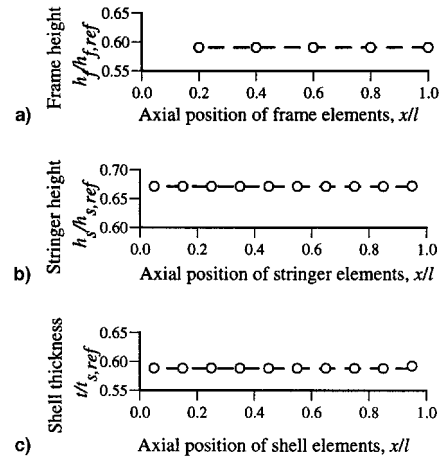 Frame height
h_f/h_f,ref
0.65
0.60
0.55
0.0 0.2 0.4 0.6 0.8 1.0
a) Axial position of frame elements, x/l
Stringer height
h_s/h_s,ref
0.70
0.65
0.60
0.0 0.2 0.4 0.6 0.8 1.0
b) Axial position of stringer elements, x/l
Shell thickness
t/t_s,ref
0.65
0.60
0.55
0.0 0.2 0.4 0.6 0.8 1.0
c) Axial position of shell elements, x/l